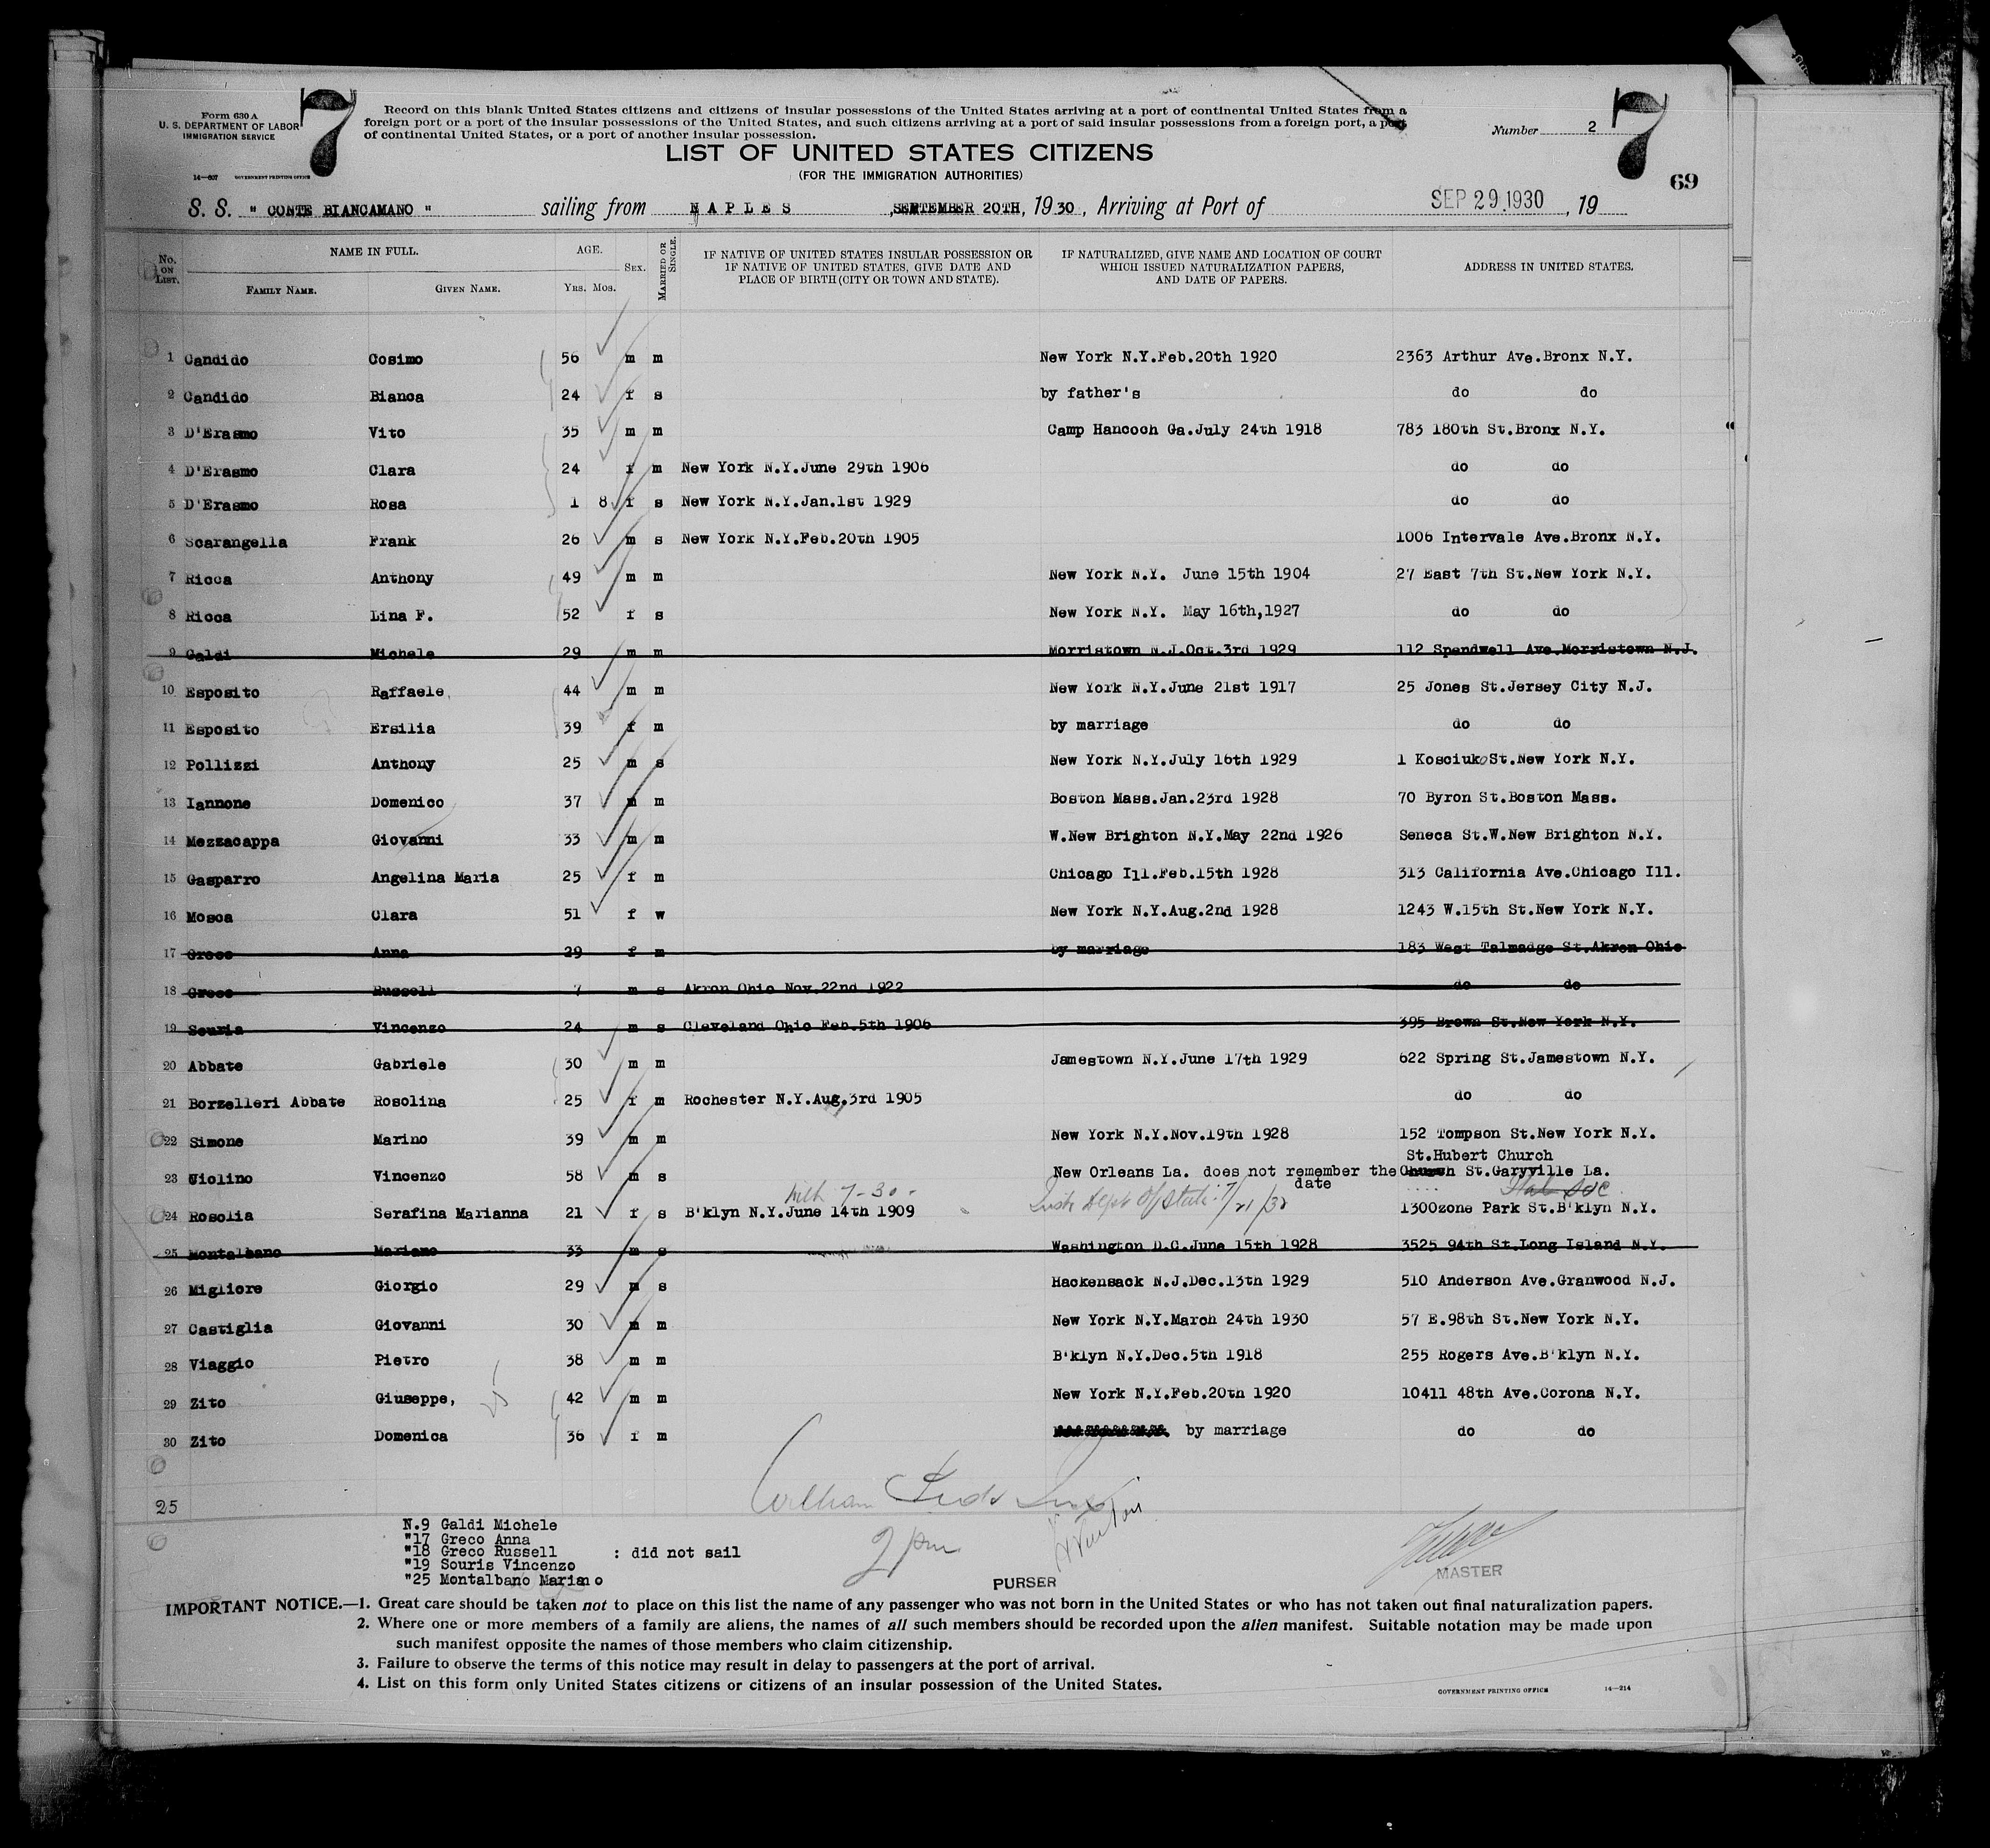 Form 630 A
U. S. DEPARTMENT OF LABOR
IMMIGRATION SERVICE
14—607 GOVERNMENT PRINTING OFFICE
7
Record on this blank United States citizens and citizens of insular possessions of the United States arriving at a port of continental United States from a
foreign port or a port of the insular possessions of the United States, and such citizens arriving at a port of said insular possessions from a foreign port, a port
of continental United States, or a port of another insular possession.
Number 2
7
69
LIST OF UNITED STATES CITIZENS
(FOR THE IMMIGRATION AUTHORITIES)
S. S. " CONTE BIANCAMANO " sailing from NAPLES ,SEPTEMBER 20TH, 1930, Arriving at Port of SEP 29 1930, 19
No. ON LIST. NAME IN FULL. FAMILY NAME. GIVEN NAME. AGE. YRS. MOS. SEX. MARRIED OR SINGLE. IF NATIVE OF UNITED STATES INSULAR POSSESSION OR IF NATIVE OF UNITED STATES, GIVE DATE AND PLACE OF BIRTH (CITY OR TOWN AND STATE). IF NATURALIZED, GIVE NAME AND LOCATION OF COURT WHICH ISSUED NATURALIZATION PAPERS, AND DATE OF PAPERS. ADDRESS IN UNITED STATES.
1 Candido Cosimo 56 m m New York N.Y.Feb.20th 1920 2363 Arthur Ave.Bronx N.Y.
2 Candido Bianca 24 f s by father's do do
3 D'Erasmo Vito 35 m m Camp Hancoch Ga.July 24th 1918 783 180th St.Bronx N.Y.
4 D'Erasmo Clara 24 f m New York N.Y.June 29th 1906 do do
5 D'Erasmo Rosa 1 8 f s New York N.Y.Jan.1st 1929 do do
6 Scarangella Frank 26 m s New York N.Y.Feb.20th 1905 1006 Intervale Ave.Bronx N.Y.
7 Ricca Anthony 49 m m New York N.Y. June 15th 1904 27 East 7th St.New York N.Y.
8 Ricca Lina F. 52 f s New York N.Y. May 16th,1927 do do
9 Galdi Michele 29 m m Morristown N.J.Oct.3rd 1929 112 Spendwell Ave.Morristown N.J.
10 Esposito Raffaele 44 m m New York N.Y.June 21st 1917 25 Jones St.Jersey City N.J.
11 Esposito Ersilia 39 f m by marriage do do
12 Pollizzi Anthony 25 m s New York N.Y.July 16th 1929 1 Kosciuko St.New York N.Y.
13 Iannone Domenico 37 m m Boston Mass.Jan.23rd 1928 70 Byron St.Boston Mass.
14 Mezzacappa Giovanni 33 m m W.New Brighton N.Y.May 22nd 1926 Seneca St.W.New Brighton N.Y.
15 Gasparro Angelina Maria 25 f m Chicago Ill.Feb.15th 1928 313 California Ave.Chicago Ill.
16 Mosca Clara 51 f w New York N.Y.Aug.2nd 1928 1243 W.15th St.New York N.Y.
17 Greco Anna 29 f m by marriage 183 West Talmadge St.Akron Ohio
18 Greco Russell 7 m s Akron Ohio Nov.22nd 1922 do do
19 Souris Vincenzo 24 m s Cleveland Ohio Feb.5th 1906 395 Brown St.New York N.Y.
20 Abbate Gabriele 30 m m Jamestown N.Y.June 17th 1929 622 Spring St.Jamestown N.Y.
21 Borzelleri Abbate Rosolina 25 f m Rochester N.Y.Aug.3rd 1905 do do
22 Simone Marino 39 m m New York N.Y.Nov.19th 1928 152 Tompson St.New York N.Y.
St.Hubert Church
23 Violino Vincenzo 58 m s New Orleans La. does not remember the date Church St.Garyville La.
7-30- Dept of State
24 Rosolia Serafina Marianna 21 f s B'klyn N.Y.June 14th 1909 1300zone Park St.B'klyn N.Y.
25 Montalbano Mariano 33 m s Washington D.C.June 15th 1928 3525 94th St.Long Island N.Y.
26 Migliore Giorgio 29 m s Hackensack N.J.Dec.13th 1929 510 Anderson Ave.Granwood N.J.
27 Castiglia Giovanni 30 m m New York N.Y.March 24th 1930 57 E.98th St.New York N.Y.
28 Viaggio Pietro 38 m m B'klyn N.Y.Dec.5th 1918 255 Rogers Ave.B'klyn N.Y.
29 Zito Giuseppe, 42 m m New York N.Y.Feb.20th 1920 10411 48th Ave.Corona N.Y.
30 Zito Domenica 36 f m by marriage do do
25
N.9 Galdi Michele
"17 Greco Anna
"18 Greco Russell : did not sail
"19 Souris Vincenzo
"25 Montalbano Mariano
2 pm
PURSER
MASTER
IMPORTANT NOTICE.—1. Great care should be taken not to place on this list the name of any passenger who was not born in the United States or who has not taken out final naturalization papers.
2. Where one or more members of a family are aliens, the names of all such members should be recorded upon the alien manifest. Suitable notation may be made upon
such manifest opposite the names of those members who claim citizenship.
3. Failure to observe the terms of this notice may result in delay to passengers at the port of arrival.
4. List on this form only United States citizens or citizens of an insular possession of the United States.
GOVERNMENT PRINTING OFFICE 14—214